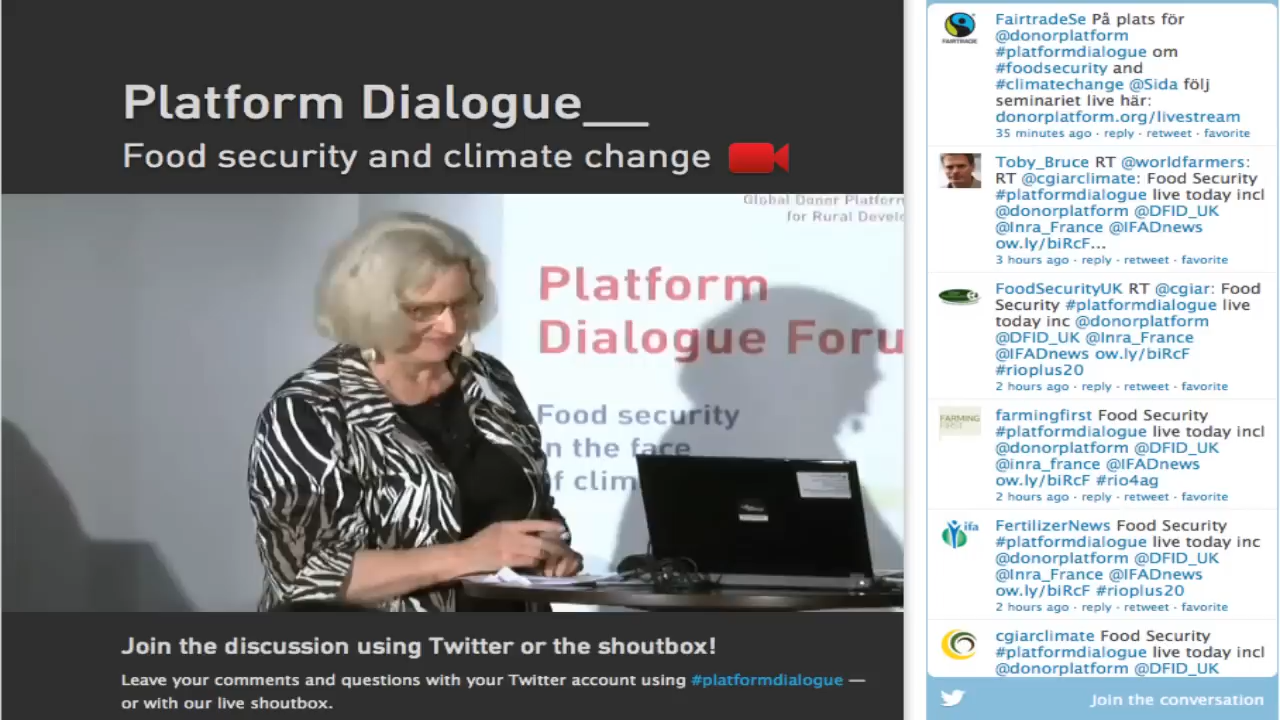 Platform Dialogue__
Food security and climate change
Global Donor Platform
for Rural Develo
Platform
Dialogue Foru
Food security
n the face
f clim
Join the discussion using Twitter or the shoutbox!
Leave your comments and questions with your Twitter account using #platformdialogue —
or with our live shoutbox.
FAIRTRADE
FairtradeSe På plats för
@donorplatform
#platformdialogue om
#foodsecurity and
#climatechange @Sida följ
seminariet live här:
donorplatform.org/livestream
35 minutes ago · reply · retweet · favorite
Toby_Bruce RT @worldfarmers:
RT @cgiarclimate: Food Security
#platformdialogue live today incl
@donorplatform @DFID_UK
@Inra_France @IFADnews
ow.ly/biRcF...
3 hours ago · reply · retweet · favorite
FoodSecurityUK RT @cgiar: Food
Security #platformdialogue live
today inc @donorplatform
@DFID_UK @Inra_France
@IFADnews ow.ly/biRcF
#rioplus20
2 hours ago · reply · retweet · favorite
FARMING
FIRST
farmingfirst Food Security
#platformdialogue live today incl
@donorplatform @DFID_UK
@inra_france @IFADnews
ow.ly/biRcF #rio4ag
2 hours ago · reply · retweet · favorite
ifa
FertilizerNews Food Security
#platformdialogue live today inc
@donorplatform @DFID_UK
@Inra_France @IFADnews
ow.ly/biRcF #rioplus20
2 hours ago · reply · retweet · favorite
cgiarclimate Food Security
#platformdialogue live today incl
@donorplatform @DFID_UK
Join the conversation